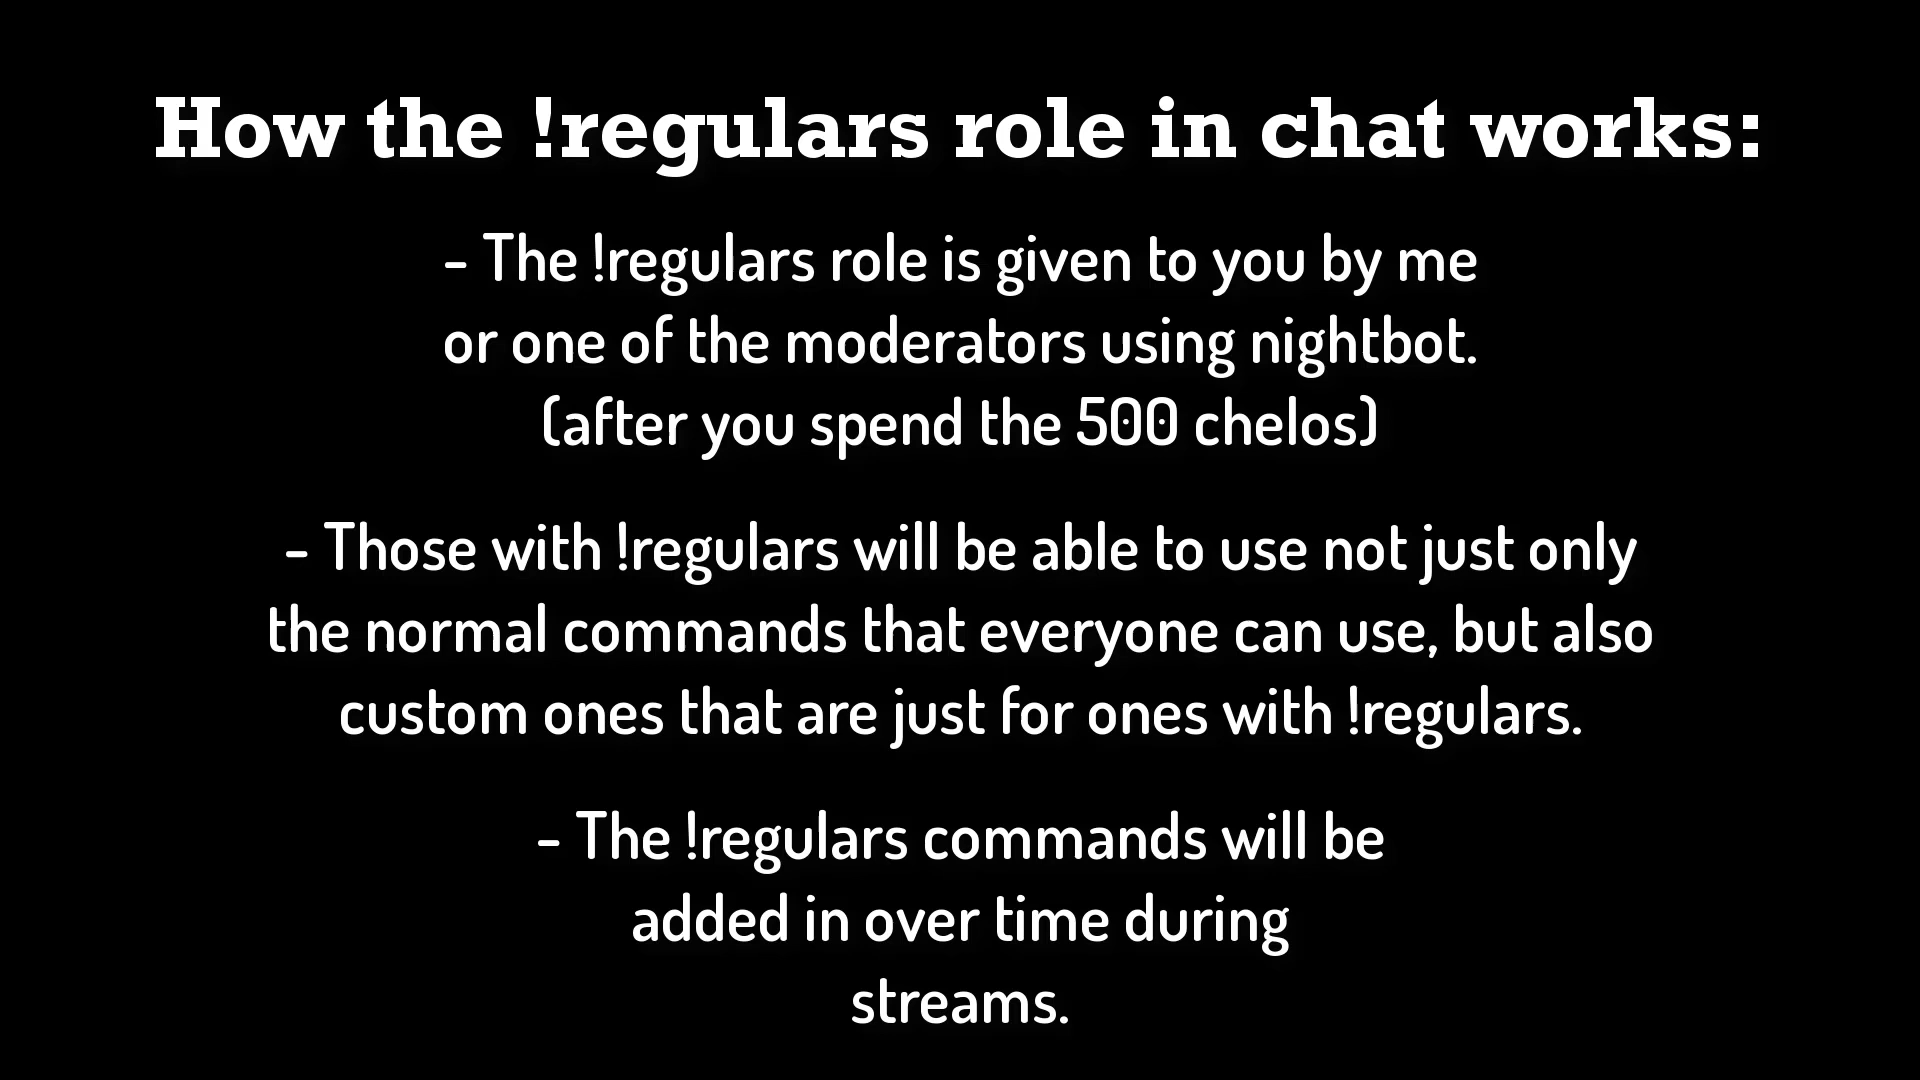 How the !regulars role in chat works:
- The !regulars role is given to you by me
or one of the moderators using nightbot.
(after you spend the 500 chelos)
- Those with !regulars will be able to use not just only
the normal commands that everyone can use, but also
custom ones that are just for ones with !regulars.
- The !regulars commands will be
added in over time during
streams.